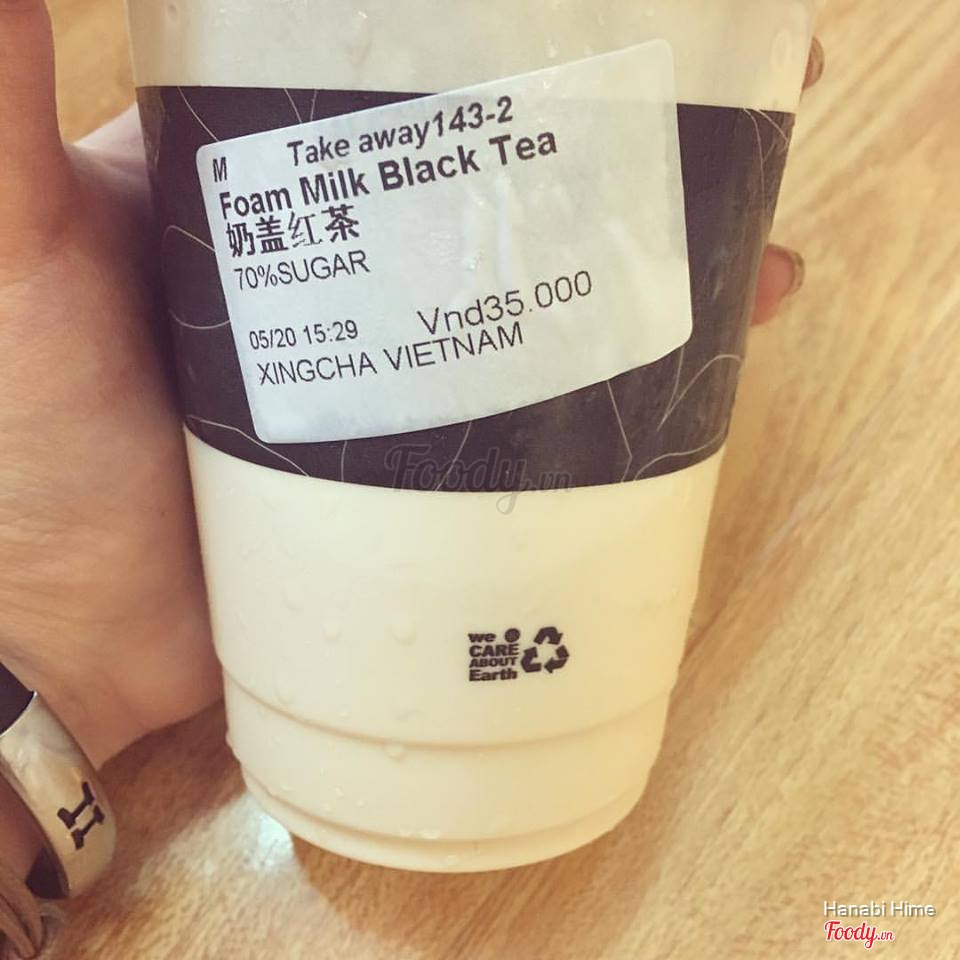 M Take away143-2
Foam Milk Black Tea
奶盖红茶
70%SUGAR
05/20 15:29 Vnd35.000
XINGCHA VIETNAM
Foody.vn
we
CARE
ABOUT
Earth
Hanabi Hime
Foody.vn